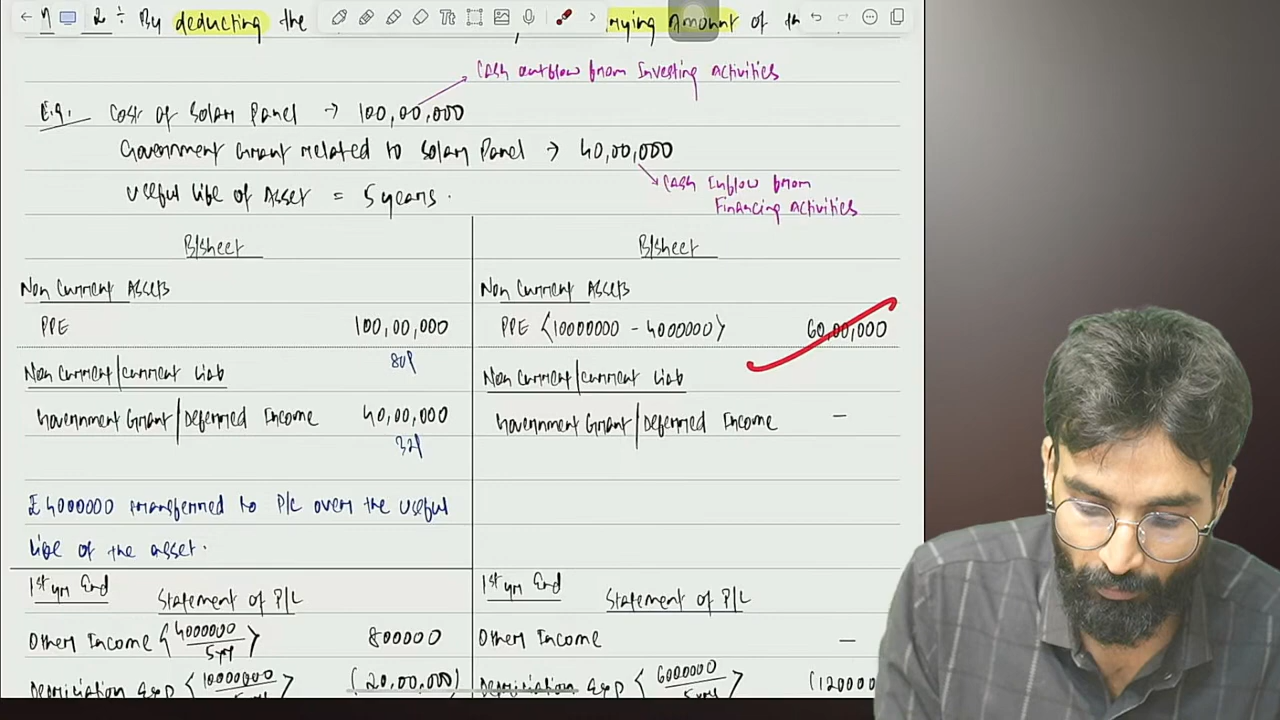 2 ÷ By deducting the rying Amount of th
Cash outflow from Investing Activities
E.g. Cost of Solar Panel → 100,00,000
Government Grant related to Solar Panel → 40,00,000
Cash Inflow from
Financing Activities
Useful life of Asset = 5 years.
B/Sheet
Non Current Assets
PPE 100,00,000
80l
Non Current/Current Liab
Government Grant/Deferred Income 40,00,000
32l
£4000000 transferred to P/L over the useful
life of the asset.
1st yr End
Statement of P/L
Other Income <4000000/5yr> 800000
Depriciation Exp <10000000/5yr> (20,00,000)
B/Sheet
Non Current Assets
PPE <10000000 - 4000000> 60,00,000
Non Current/Current Liab
Government Grant/Deferred Income —
1st yr End
Statement of P/L
Other Income —
Depriciation Exp <6000000/5yr> (120000